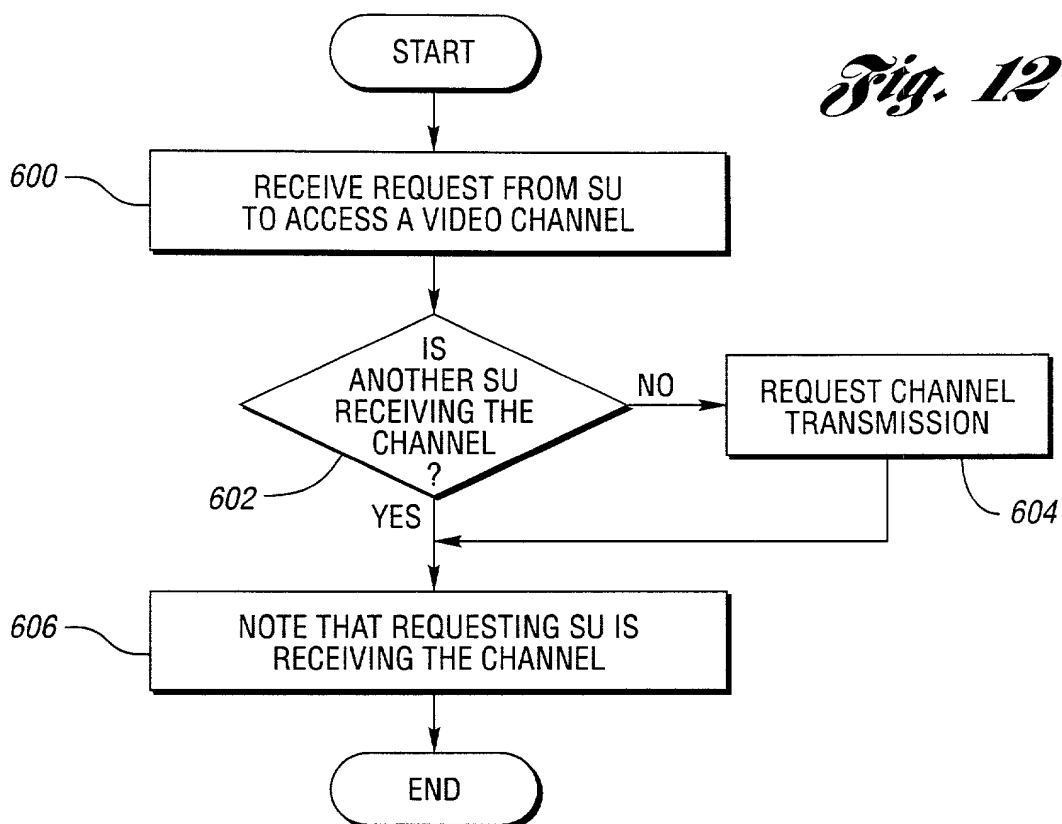 START
Fig. 12
600
RECEIVE REQUEST FROM SU
TO ACCESS A VIDEO CHANNEL
IS
ANOTHER SU
RECEIVING THE
CHANNEL
?
NO
REQUEST CHANNEL
TRANSMISSION
602
YES
604
606
NOTE THAT REQUESTING SU IS
RECEIVING THE CHANNEL
END